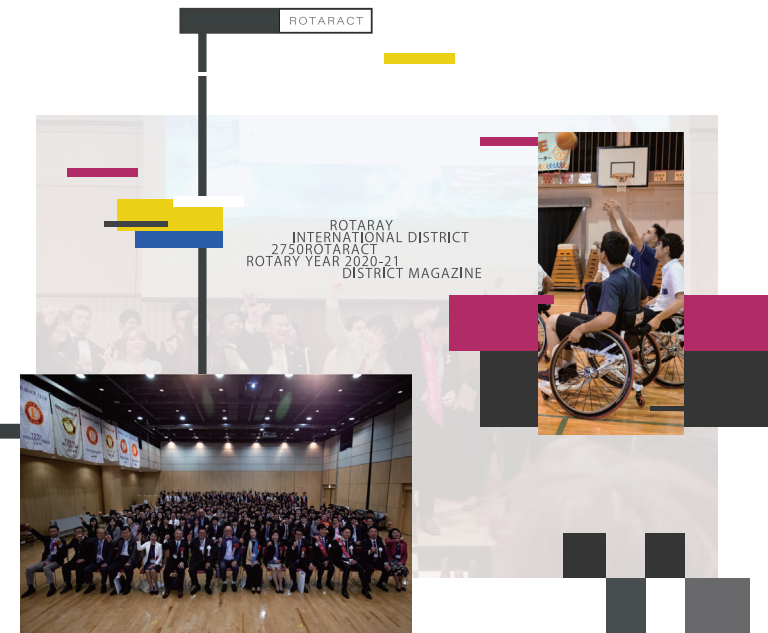 ROTARACT
ROTARAY
INTERNATIONAL DISTRICT
2750ROTARACT
ROTARY YEAR 2020-21
DISTRICT MAGAZINE